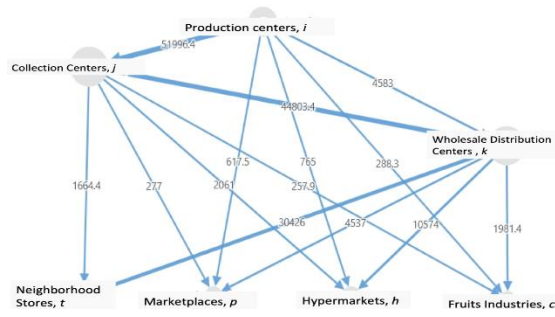 Production centers, i
51996.4
Collection Centers, j
4583
44803.4
Wholesale Distribution
Centers , k
617.5
765
288.3
1664.4
277
2061
257.9
30426
4537
10574
1981.4
Neighborhood
Stores, t
Marketplaces, p
Hypermarkets, h
Fruits Industries, c